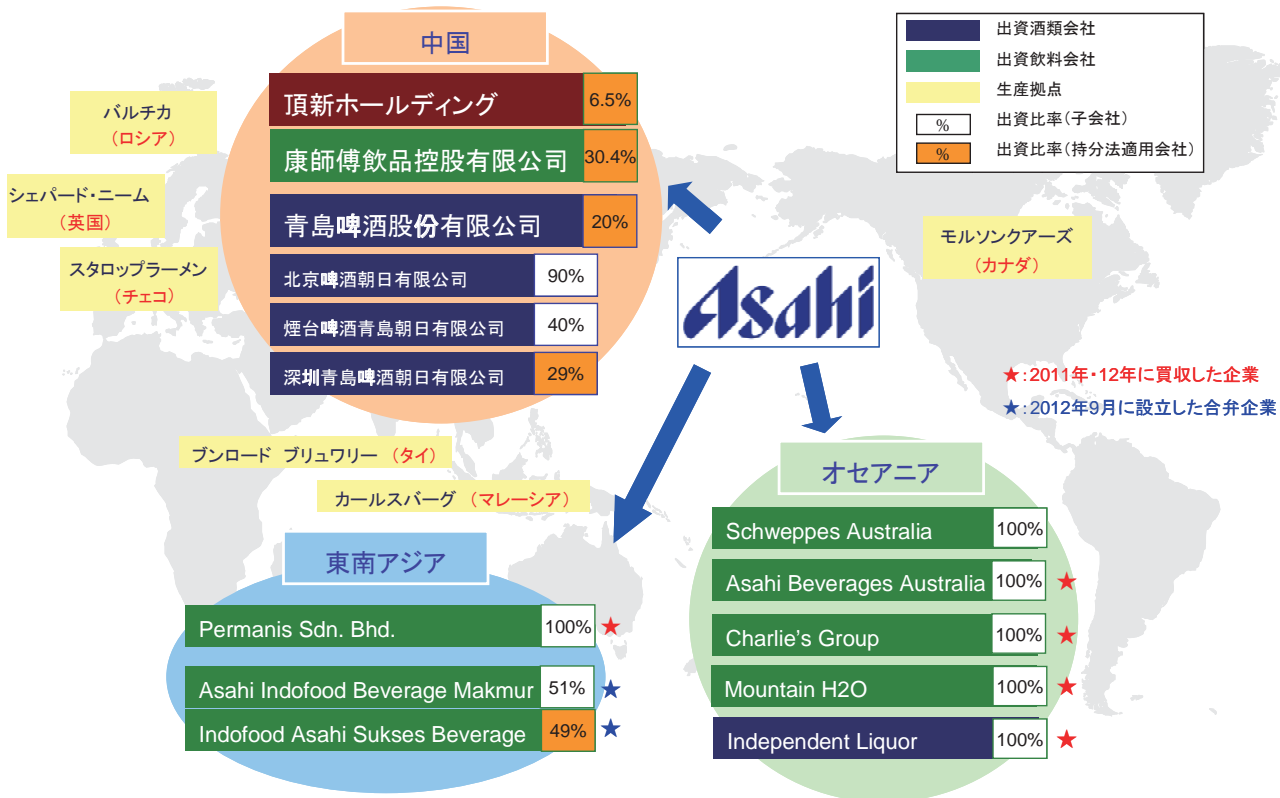 中国
頂新ホールディング 6.5%
康師傅飲品控股有限公司 30.4%
青島啤酒股份有限公司 20%
北京啤酒朝日有限公司 90%
煙台啤酒青島朝日有限公司 40%
深圳青島啤酒朝日有限公司 29%
出資酒類会社
出資飲料会社
生産拠点
% 出資比率(子会社)
% 出資比率(持分法適用会社)
バルチカ
(ロシア)
シェパード・ニーム
(英国)
スタロップラーメン
(チェコ)
モルソンクアーズ
(カナダ)
Asahi
★:2011年・12年に買収した企業
★:2012年9月に設立した合弁企業
ブンロード ブリュワリー (タイ)
カールスバーグ (マレーシア)
東南アジア
Permanis Sdn. Bhd. 100% ★
Asahi Indofood Beverage Makmur 51% ★
Indofood Asahi Sukses Beverage 49% ★
オセアニア
Schweppes Australia 100%
Asahi Beverages Australia 100% ★
Charlie's Group 100% ★
Mountain H2O 100% ★
Independent Liquor 100% ★